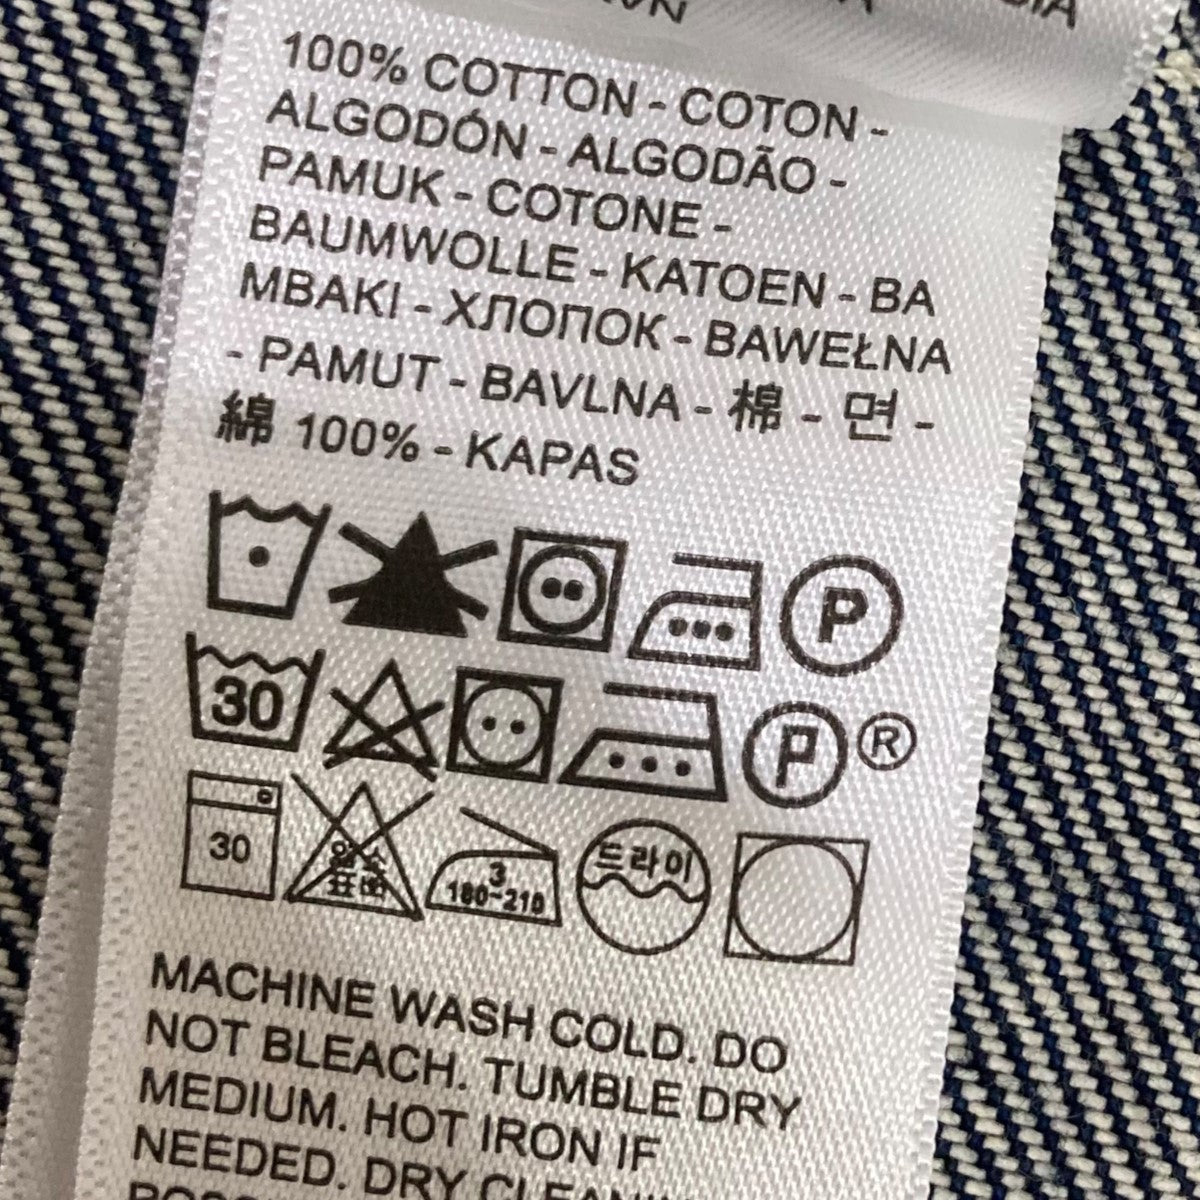 100% COTTON - COTON -
ALGODÓN - ALGODÃO -
PAMUK - COTONE -
BAUMWOLLE - KATOEN - BA
MBAKI - ХЛОПОК - BAWEŁNA
- PAMUT - BAVLNA - 棉 - 면 -
綿 100% - KAPAS
P
30 P ®
30 3 드라이
180~210
MACHINE WASH COLD. DO
NOT BLEACH. TUMBLE DRY
MEDIUM. HOT IRON IF
NEEDED. DRY